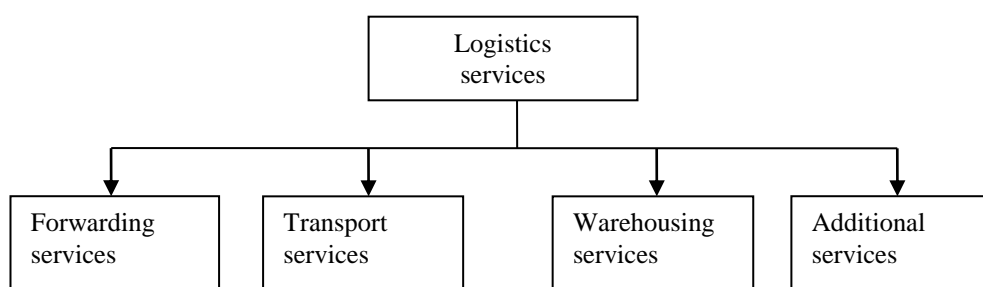 Logistics
services
Forwarding
services
Transport
services
Warehousing
services
Additional
services